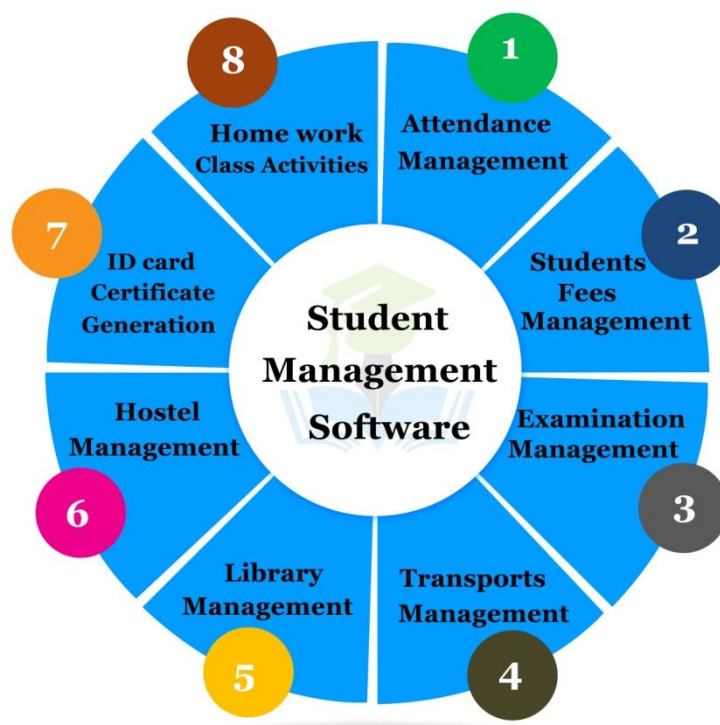 Student
Management
Software
1
Attendance
Management
2
Students
Fees
Management
3
Examination
Management
4
Transports
Management
5
Library
Management
6
Hostel
Management
7
ID card
Certificate
Generation
8
Home work
Class Activities